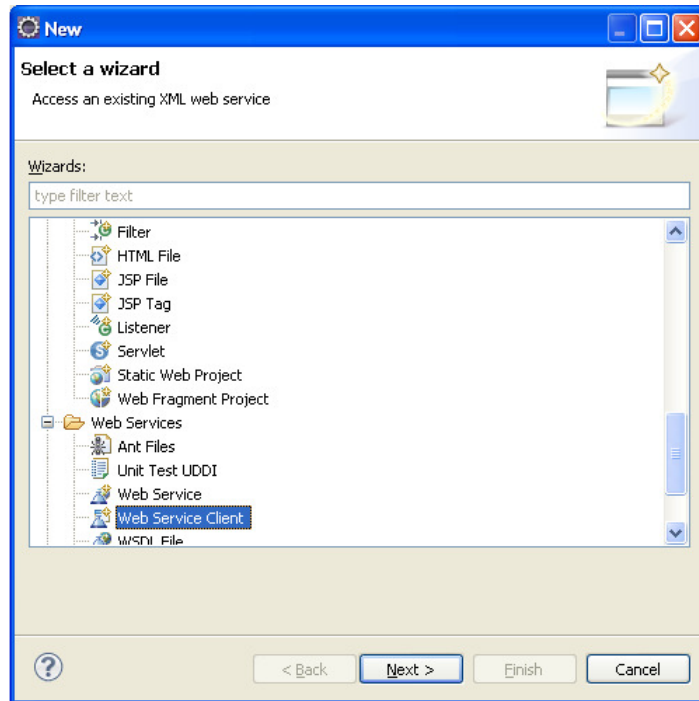 New
Select a wizard
Access an existing XML web service
Wizards:
type filter text
Filter
HTML File
JSP File
JSP Tag
Listener
Servlet
Static Web Project
Web Fragment Project
Web Services
Ant Files
Unit Test UDDI
Web Service
Web Service Client
WSDL File
< Back Next > Finish Cancel